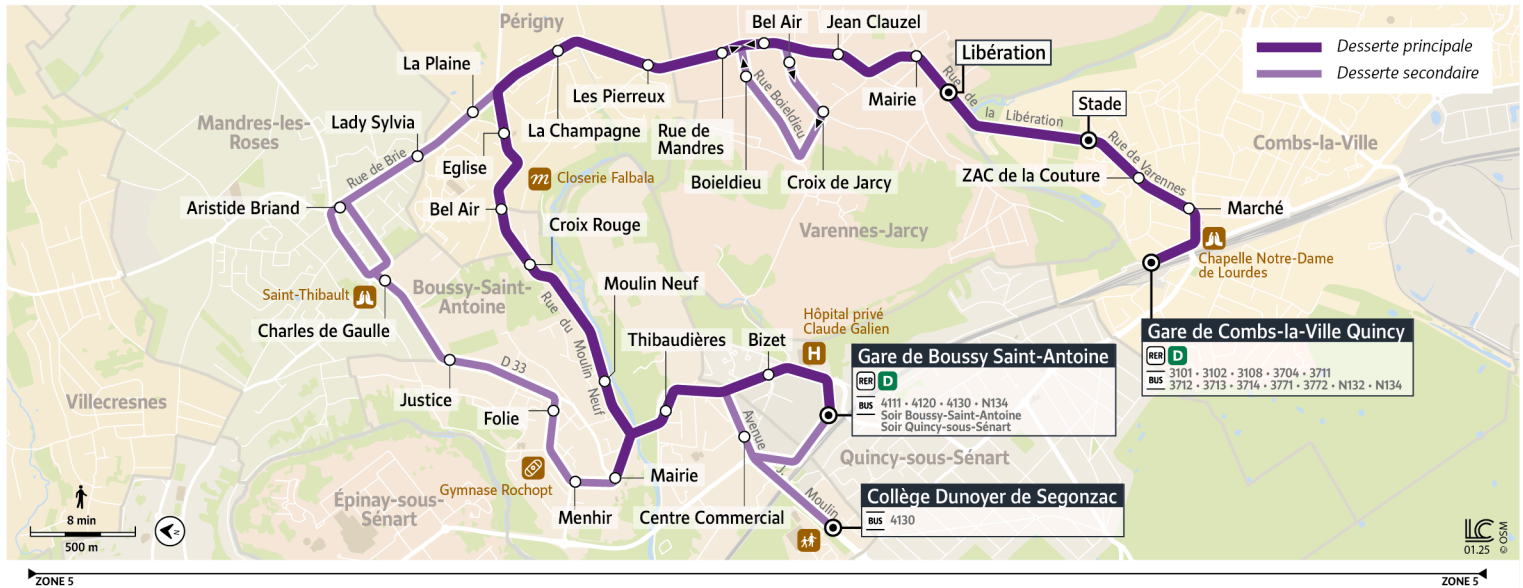 Périgny
Bel Air
Jean Clauzel
La Plaine
Libération
Desserte principale
Desserte secondaire
Les Pierreux
Mairie
Rue de
la Libération
Stade
Mandres-les-
Roses
Lady Sylvia
La Champagne
Rue de
Mandres
Rue Boieldieu
Rue de Varennes
Combs-la-Ville
Rue de Brie
Eglise
m
Closerie Falbala
Boieldieu
Croix de Jarcy
ZAC de la Couture
Aristide Briand
Bel Air
Croix Rouge
Varennes-Jarcy
Marché
Chapelle Notre-Dame
de Lourdes
Saint-Thibault
Boussy-Saint-
Antoine
Moulin Neuf
Charles de Gaulle
Rue du Moulin Neuf
Thibaudières
Bizet
Hôpital privé
Claude Galien
H
Gare de Combs-la-Ville Quincy
RER D
BUS
3101 • 3102 • 3108 • 3704 • 3711
3712 • 3713 • 3714 • 3771 • 3772 • N132 • N134
Gare de Boussy Saint-Antoine
RER D
BUS
4111 • 4120 • 4130 • N134
Soir Boussy-Saint-Antoine
Soir Quincy-sous-Sénart
D 33
Villecresnes
Justice
Folie
Avenue
J.
Moulin
Quincy-sous-Sénart
Gymnase Rochopt
Mairie
Épinay-sous-
Sénart
Menhir
Centre Commercial
Collège Dunoyer de Segonzac
BUS 4130
8 min
500 m
N
LC
01.25
© OSM
ZONE 5
ZONE 5